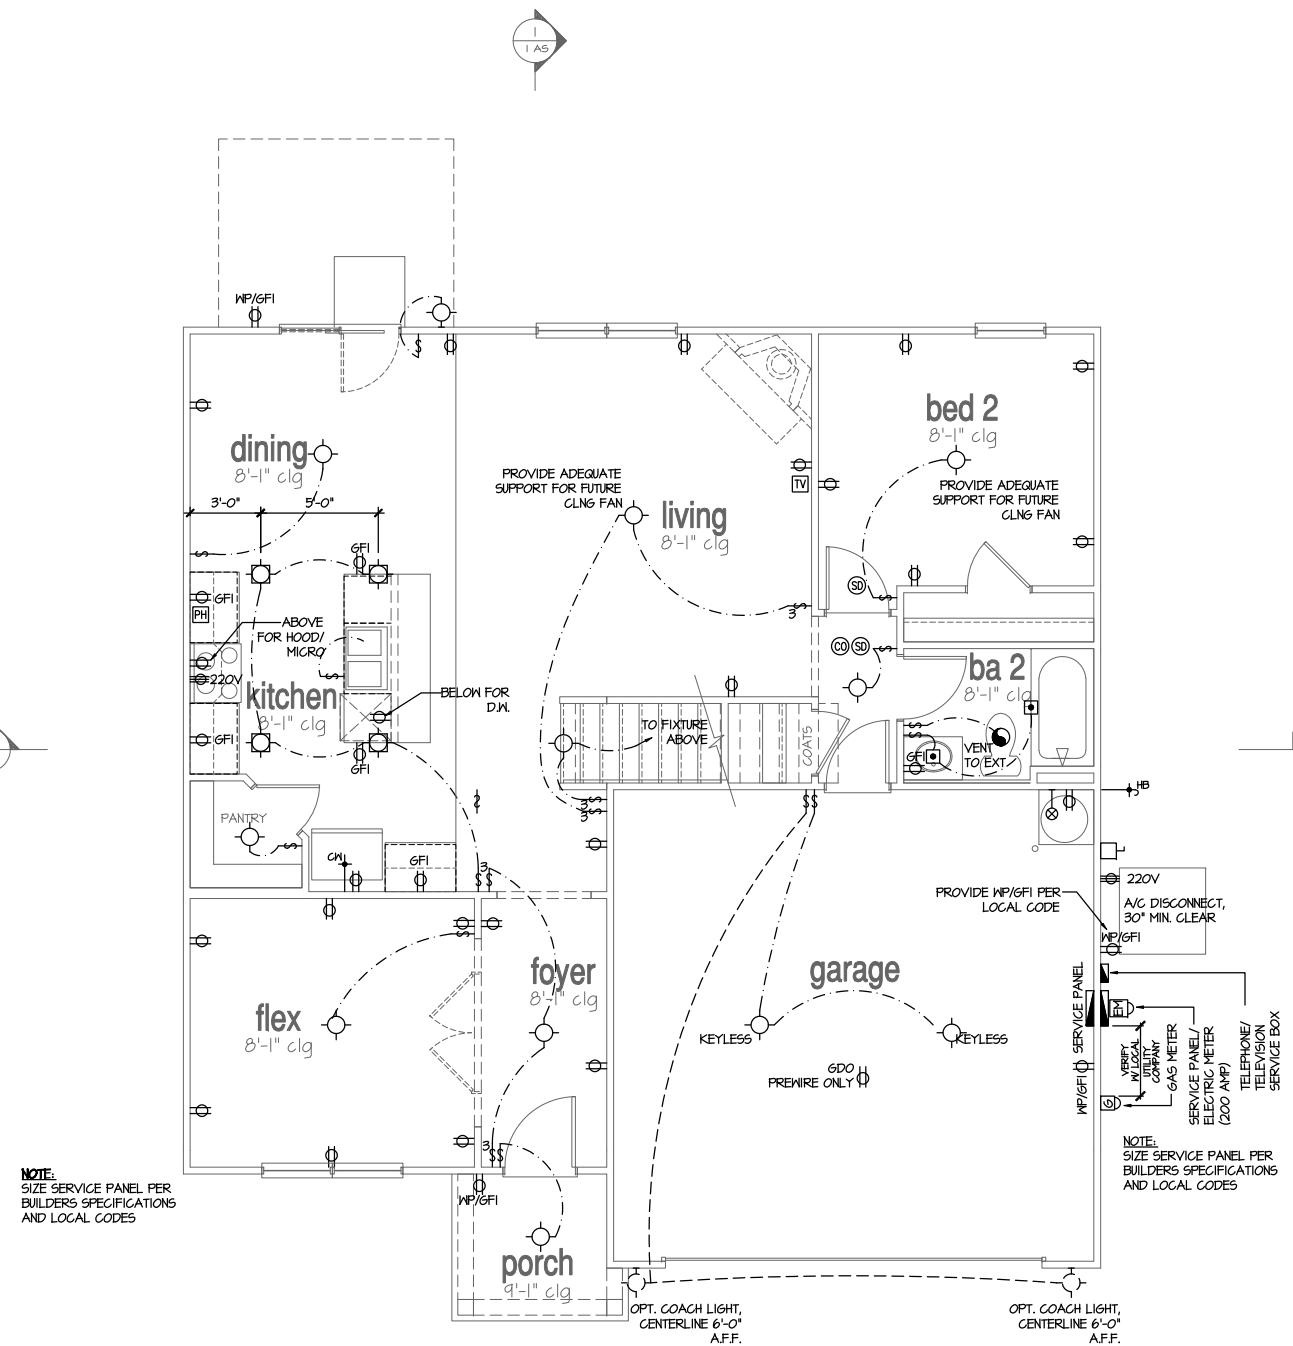 1
1 A5
WP/GFI
dining
8'-1" clg
3'-0"
5'-0"
PROVIDE ADEQUATE
SUPPORT FOR FUTURE
CLNG FAN
living
8'-1" clg
TV
bed 2
8'-1" clg
PROVIDE ADEQUATE
SUPPORT FOR FUTURE
CLNG FAN
S
S
GFI
GFI
PH
ABOVE
FOR HOOD/
MICRO
S
220V
kitchen
8'-1" clg
GFI
GFI
BELOW FOR
D.W.
3
S
SD
S
CO
SD
S
ba 2
8'-1" clg
TO FIXTURE
ABOVE
COATS
S
S
GFI
VENT
TO EXT.
3
S
3
S
S
S S
HB
PANTRY
S
CW
GFI
3
S S
220V
A/C DISCONNECT,
30" MIN. CLEAR
PROVIDE WP/GFI PER
LOCAL CODE
WP/GFI
S
flex
8'-1" clg
foyer
8'-1" clg
garage
KEYLESS
KEYLESS
GDO
PREWIRE ONLY
SERVICE PANEL
EM
WP/GFI
G
VERIFY
W/ LOCAL
UTILITY
COMPANY
GAS METER
SERVICE PANEL/
ELECTRIC METER
(200 AMP)
TELEPHONE/
TELEVISION
SERVICE BOX
3
S S
WP/GFI
porch
9'-1" clg
NOTE:
SIZE SERVICE PANEL PER
BUILDERS SPECIFICATIONS
AND LOCAL CODES
NOTE:
SIZE SERVICE PANEL PER
BUILDERS SPECIFICATIONS
AND LOCAL CODES
OPT. COACH LIGHT,
CENTERLINE 6'-0"
A.F.F.
OPT. COACH LIGHT,
CENTERLINE 6'-0"
A.F.F.